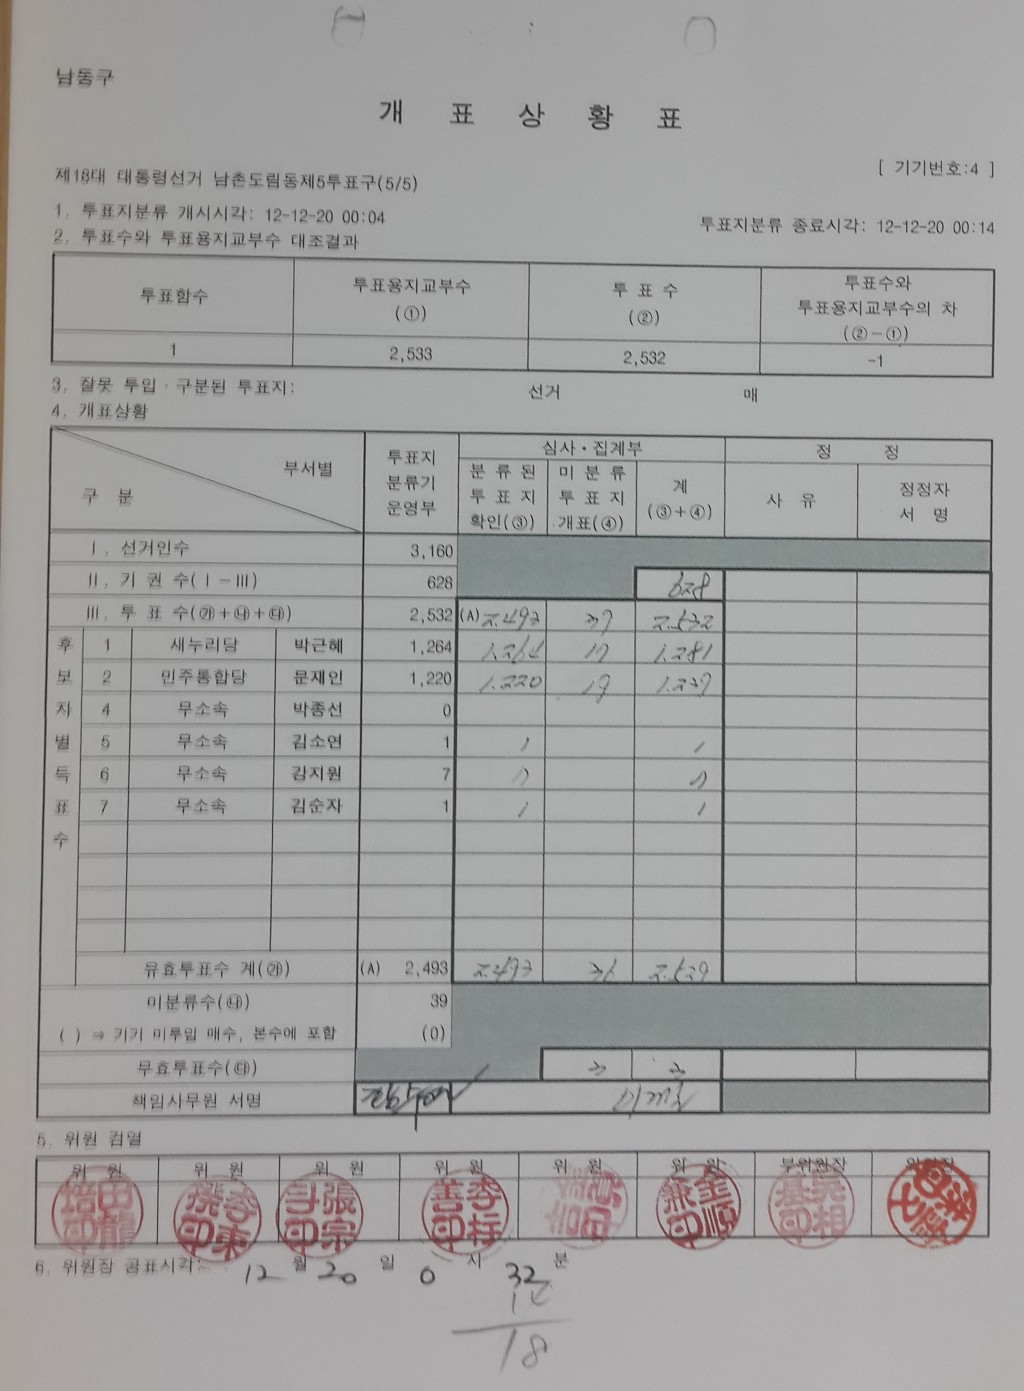 남동구
개 표 상 황 표
[ 기기번호:4 ]
제18대 대통령선거 남촌도림동제5투표구(5/5)
1. 투표지분류 개시시각: 12-12-20 00:04
투표지분류 종료시각: 12-12-20 00:14
2. 투표수와 투표용지교부수 대조결과
투표함수 투표용지교부수 (①) 투 표 수 (②) 투표수와 투표용지교부수의 차 (②-①)
1 2,533 2,532 -1
3. 잘못 투입·구분된 투표지: 선거 매
4. 개표상황
구 분 부서별 투표지 분류기 운영부 심사·집계부 정 정
분 류 된 투 표 지 확인(③) 미 분 류 투 표 지 개표(④) 계 (③+④) 사 유 정정자 서 명
Ⅰ. 선거인수 3,160
Ⅱ. 기 권 수(Ⅰ-Ⅲ) 628 628
Ⅲ. 투 표 수(㉮+㉯+㉰) 2,532 (A) 2.493 39 2.532
후보자별득표수
1 새누리당 박근혜 1,264 1.264 17 1.281
2 민주통합당 문재인 1,220 1.220 19 1.239
4 무소속 박종선 0
5 무소속 김소연 1 1 1
6 무소속 강지원 7 7 7
7 무소속 김순자 1 1 1
유효투표수 계(㉮) (A) 2,493 2.493 36 2.529
미분류수(㉯) 39
( ) ⇒ 기기 미투입 매수, 본수에 포함 (0)
무효투표수(㉰) 3 3
책임사무원 서명
5. 위원 검열
위 원 위 원 위 원 위 원 위 원 위 원 부위원장 위원장
6. 위원장 공표시각: 12 월 20 일 0 시 32 분
14
18